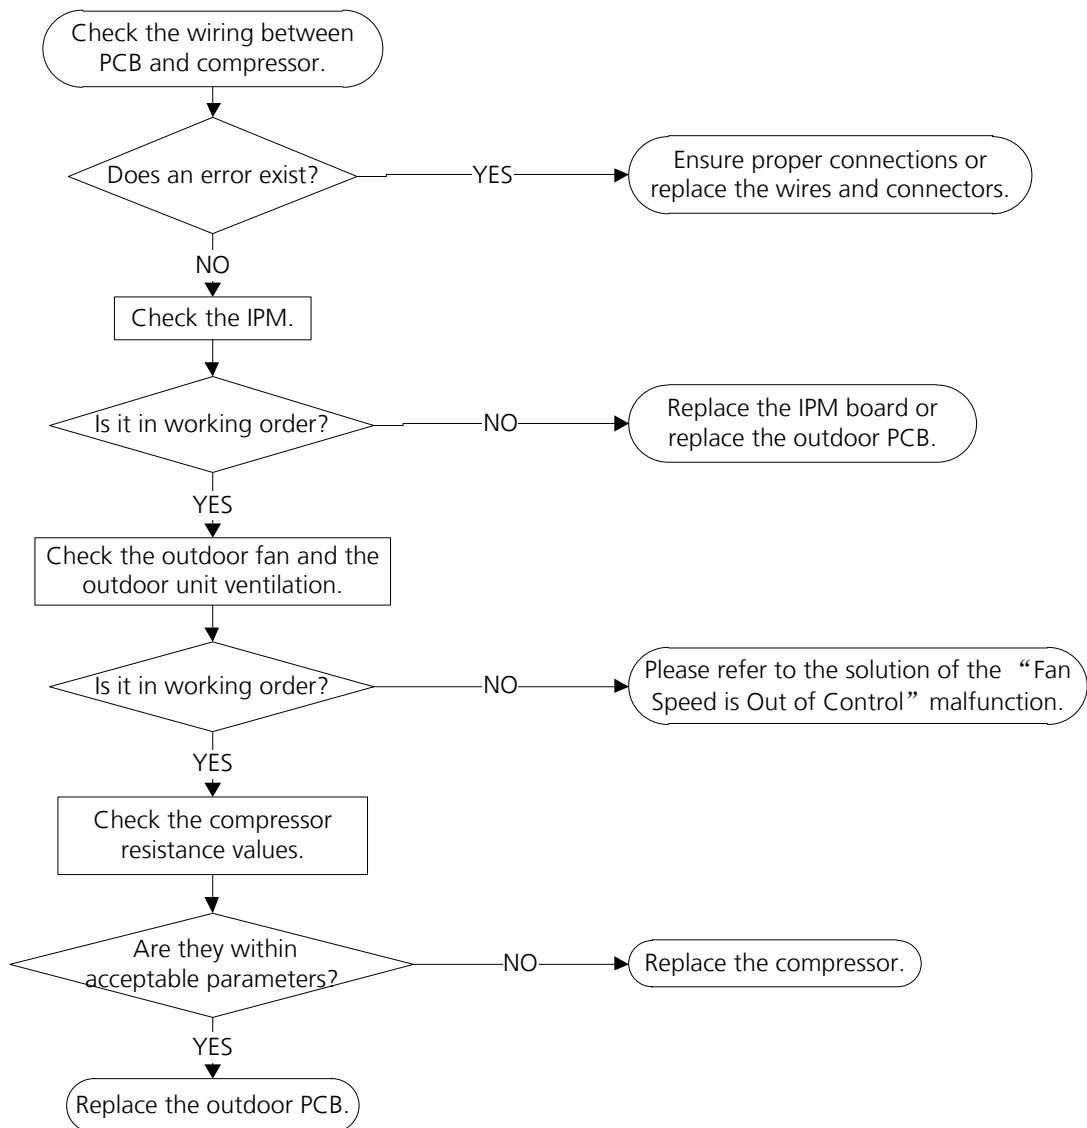 Check the wiring between
PCB and compressor.
Does an error exist?
YES
Ensure proper connections or
replace the wires and connectors.
NO
Check the IPM.
Is it in working order?
NO
Replace the IPM board or
replace the outdoor PCB.
YES
Check the outdoor fan and the
outdoor unit ventilation.
Is it in working order?
NO
Please refer to the solution of the “Fan
Speed is Out of Control” malfunction.
YES
Check the compressor
resistance values.
Are they within
acceptable parameters?
NO
Replace the compressor.
YES
Replace the outdoor PCB.